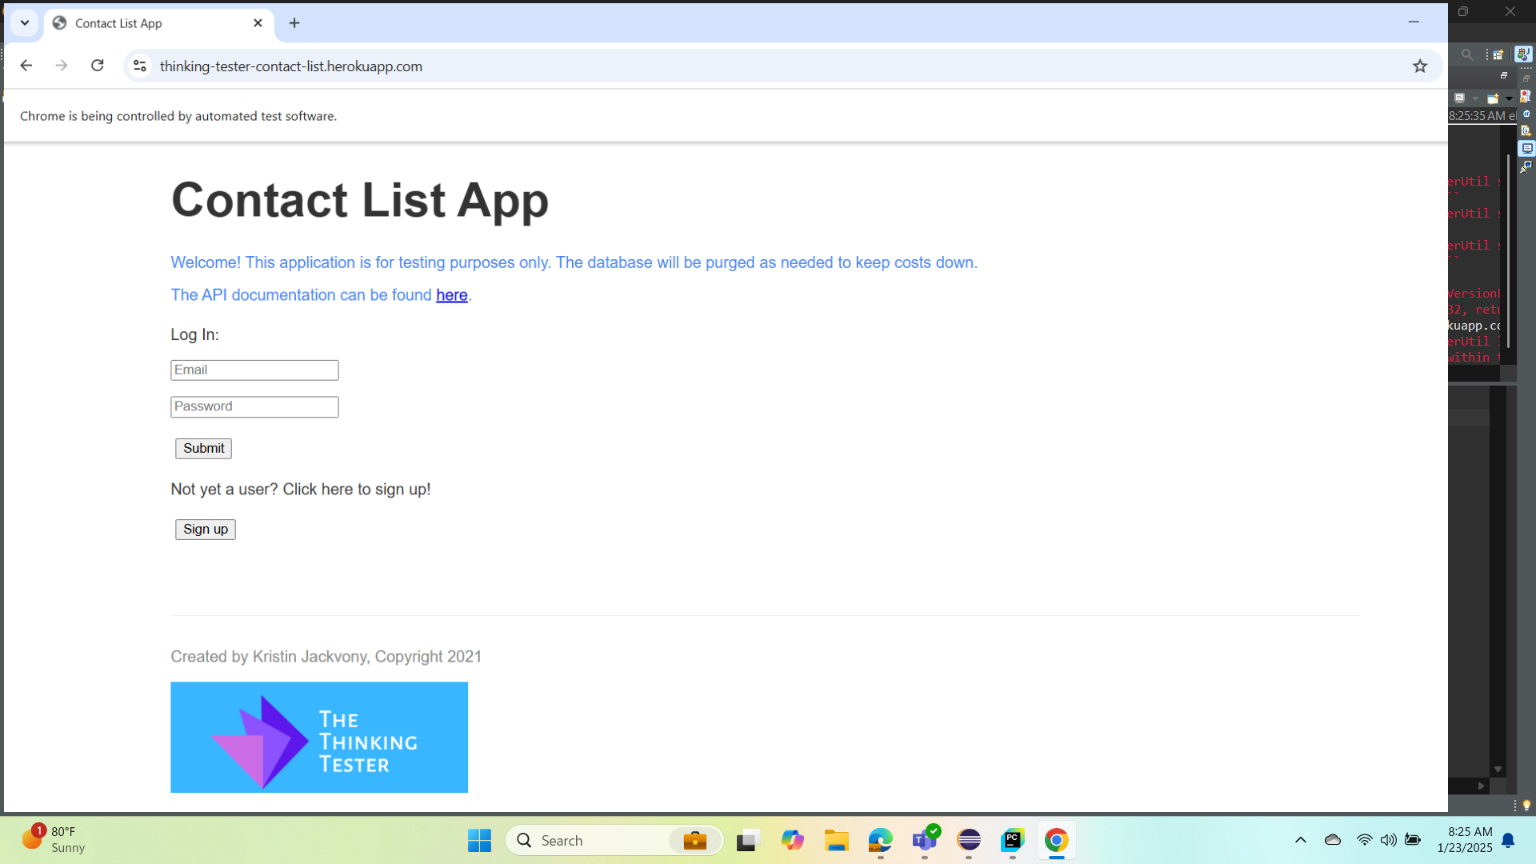 Contact List App
thinking-tester-contact-list.herokuapp.com
Chrome is being controlled by automated test software.
8:25:35 AM
Contact List App
Welcome! This application is for testing purposes only. The database will be purged as needed to keep costs down.
The API documentation can be found here.
Log In:
Email
Password
Submit
Not yet a user? Click here to sign up!
Sign up
Created by Kristin Jackvony, Copyright 2021
THE
THINKING
TESTER
erUtil
erUtil
erUtil
Version
32, retu
kuapp.co
erUtil
within
1
80°F
Sunny
Search
PC
8:25 AM
1/23/2025